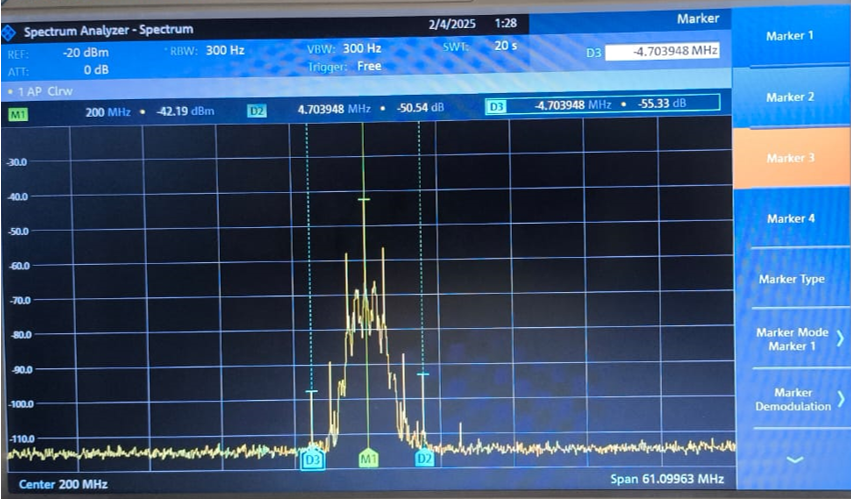 Spectrum Analyzer - Spectrum 2/4/2025 1:28 Marker
REF: -20 dBm RBW: 300 Hz VBW: 300 Hz SWT: 20 s D3 -4.703948 MHz
ATT: 0 dB Trigger: Free
1 AP Clrw
M1 200 MHz • -42.19 dBm D2 4.703948 MHz • -50.54 dB D3 -4.703948 MHz • -55.33 dB
-30.0
-40.0
-50.0
-60.0
-70.0
-80.0
-90.0
-100.0
-110.0
D3 M1 D2
Center 200 MHz Span 61.09963 MHz
Marker 1
Marker 2
Marker 3
Marker 4
Marker Type
Marker Mode
Marker 1
Marker
Demodulation